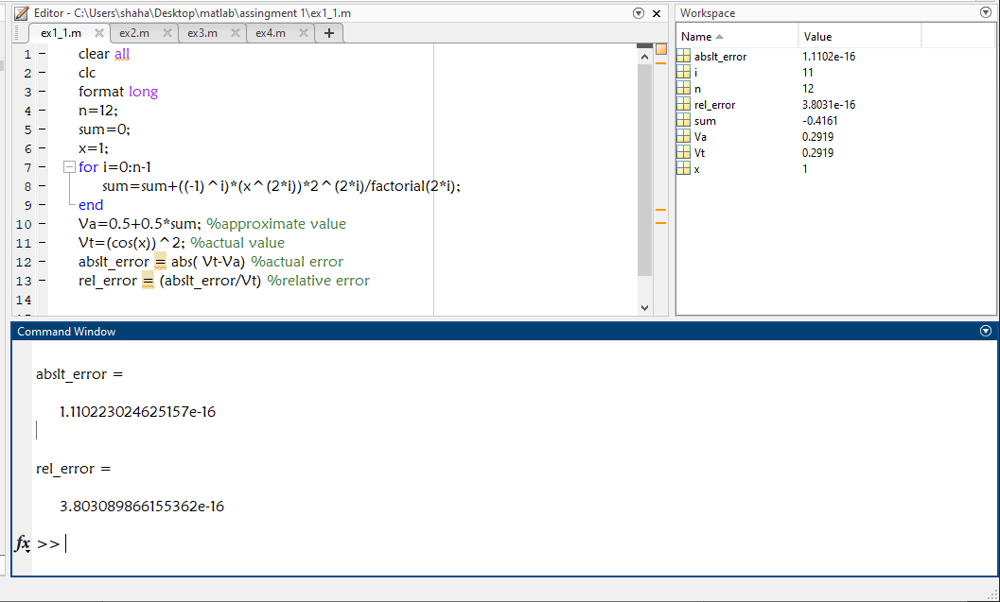 Editor - C:\Users\shaha\Desktop\matlab\assingment 1\ex1_1.m
ex1_1.m ex2.m ex3.m ex4.m +
1 - clear all
2 - clc
3 - format long
4 - n=12;
5 - sum=0;
6 - x=1;
7 - for i=0:n-1
8 - sum=sum+((-1)^i)*(x^(2*i))*2^(2*i)/factorial(2*i);
9 - end
10 - Va=0.5+0.5*sum; %approximate value
11 - Vt=(cos(x))^2; %actual value
12 - abslt_error = abs( Vt-Va) %actual error
13 - rel_error = (abslt_error/Vt) %relative error
14
Workspace
Name Value
abslt_error 1.1102e-16
i 11
n 12
rel_error 3.8031e-16
sum -0.4161
Va 0.2919
Vt 0.2919
x 1
Command Window
abslt_error =
1.110223024625157e-16
rel_error =
3.803089866155362e-16
fx >>